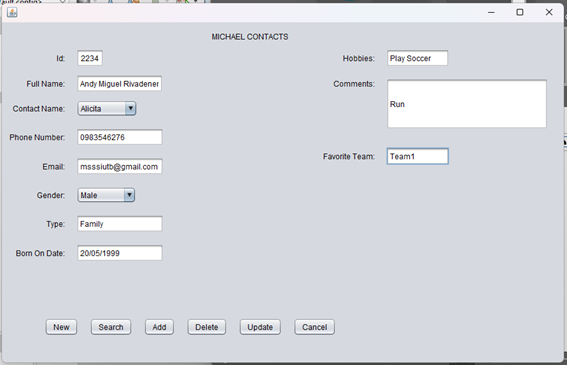 MICHAEL CONTACTS
Id: 2234
Full Name: Andy Miguel Rivadener
Contact Name: Alicita
Phone Number: 0983546276
Email: msssiutb@gmail.com
Gender: Male
Type: Family
Born On Date: 20/05/1999
Hobbies: Play Soccer
Comments: Run
Favorite Team: Team1
New Search Add Delete Update Cancel